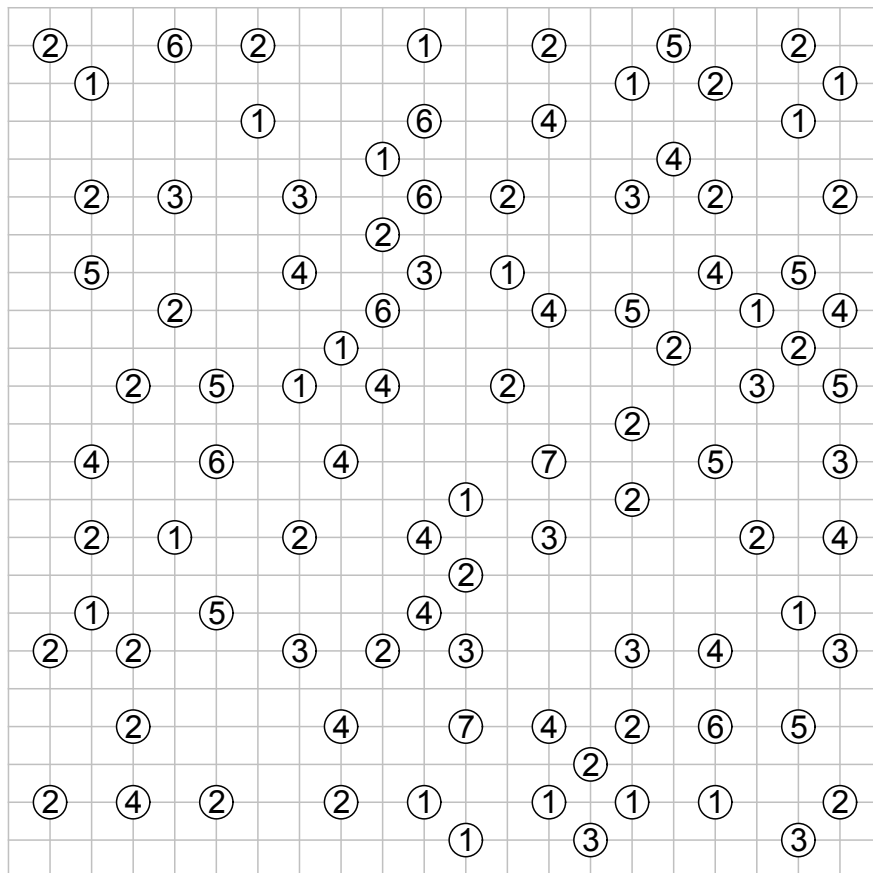 2 6 2 1 2 5 2
1 1 2 1
1 6 4 1
1 4
2 3 3 6 2 3 2 2
2
5 4 3 1 4 5
2 6 4 5 1 4
1 2 2
2 5 1 4 2 3 5
2
4 6 4 7 5 3
1 2
2 1 2 4 3 2 4
2
1 5 4 1
2 2 3 2 3 3 4 3
2 4 7 4 2 6 5
2
2 4 2 2 1 1 1 1 2
1 3 3